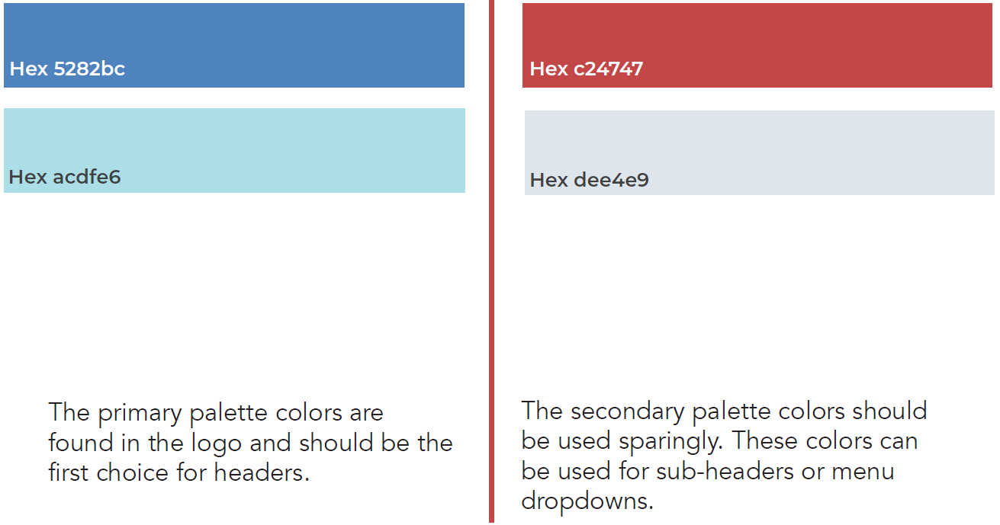 Hex 5282bc
Hex acdfe6
The primary palette colors are
found in the logo and should be the
first choice for headers.
Hex c24747
Hex dee4e9
The secondary palette colors should
be used sparingly. These colors can
be used for sub-headers or menu
dropdowns.